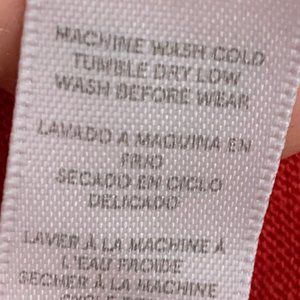 MACHINE WASH COLD
TUMBLE DRY LOW
WASH BEFORE WEAR
LAVADO A MAQUINA EN
FRIO
SECADO EN CICLO
DELICADO
LAVER À LA MACHINE À
L'EAU FROIDE
SECHER À LA MACHINE